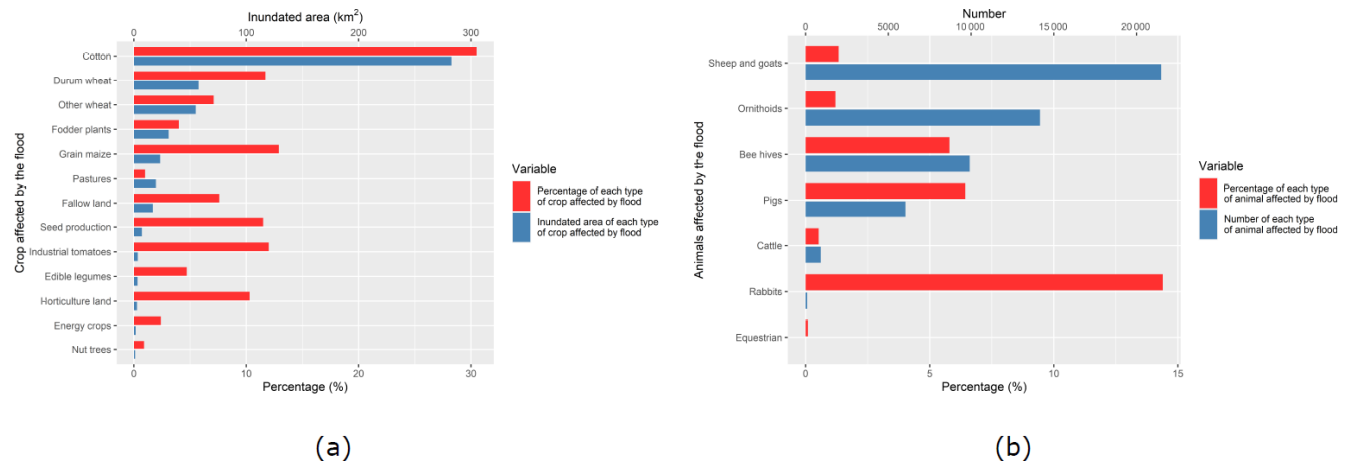 Inundated area (km²)
0 100 200 300
Crop affected by the flood
Cotton
Durum wheat
Other wheat
Fodder plants
Grain maize
Pastures
Fallow land
Seed production
Industrial tomatoes
Edible legumes
Horticulture land
Energy crops
Nut trees
0 10 20 30
Percentage (%)
Variable
Percentage of each type
of crop affected by flood
Inundated area of each type
of crop affected by flood
(a)
Number
0 5000 10 000 15 000 20 000
Animals affected by the flood
Sheep and goats
Ornithoids
Bee hives
Pigs
Cattle
Rabbits
Equestrian
0 5 10 15
Percentage (%)
Variable
Percentage of each type
of animal affected by flood
Number of each type
of animal affected by flood
(b)